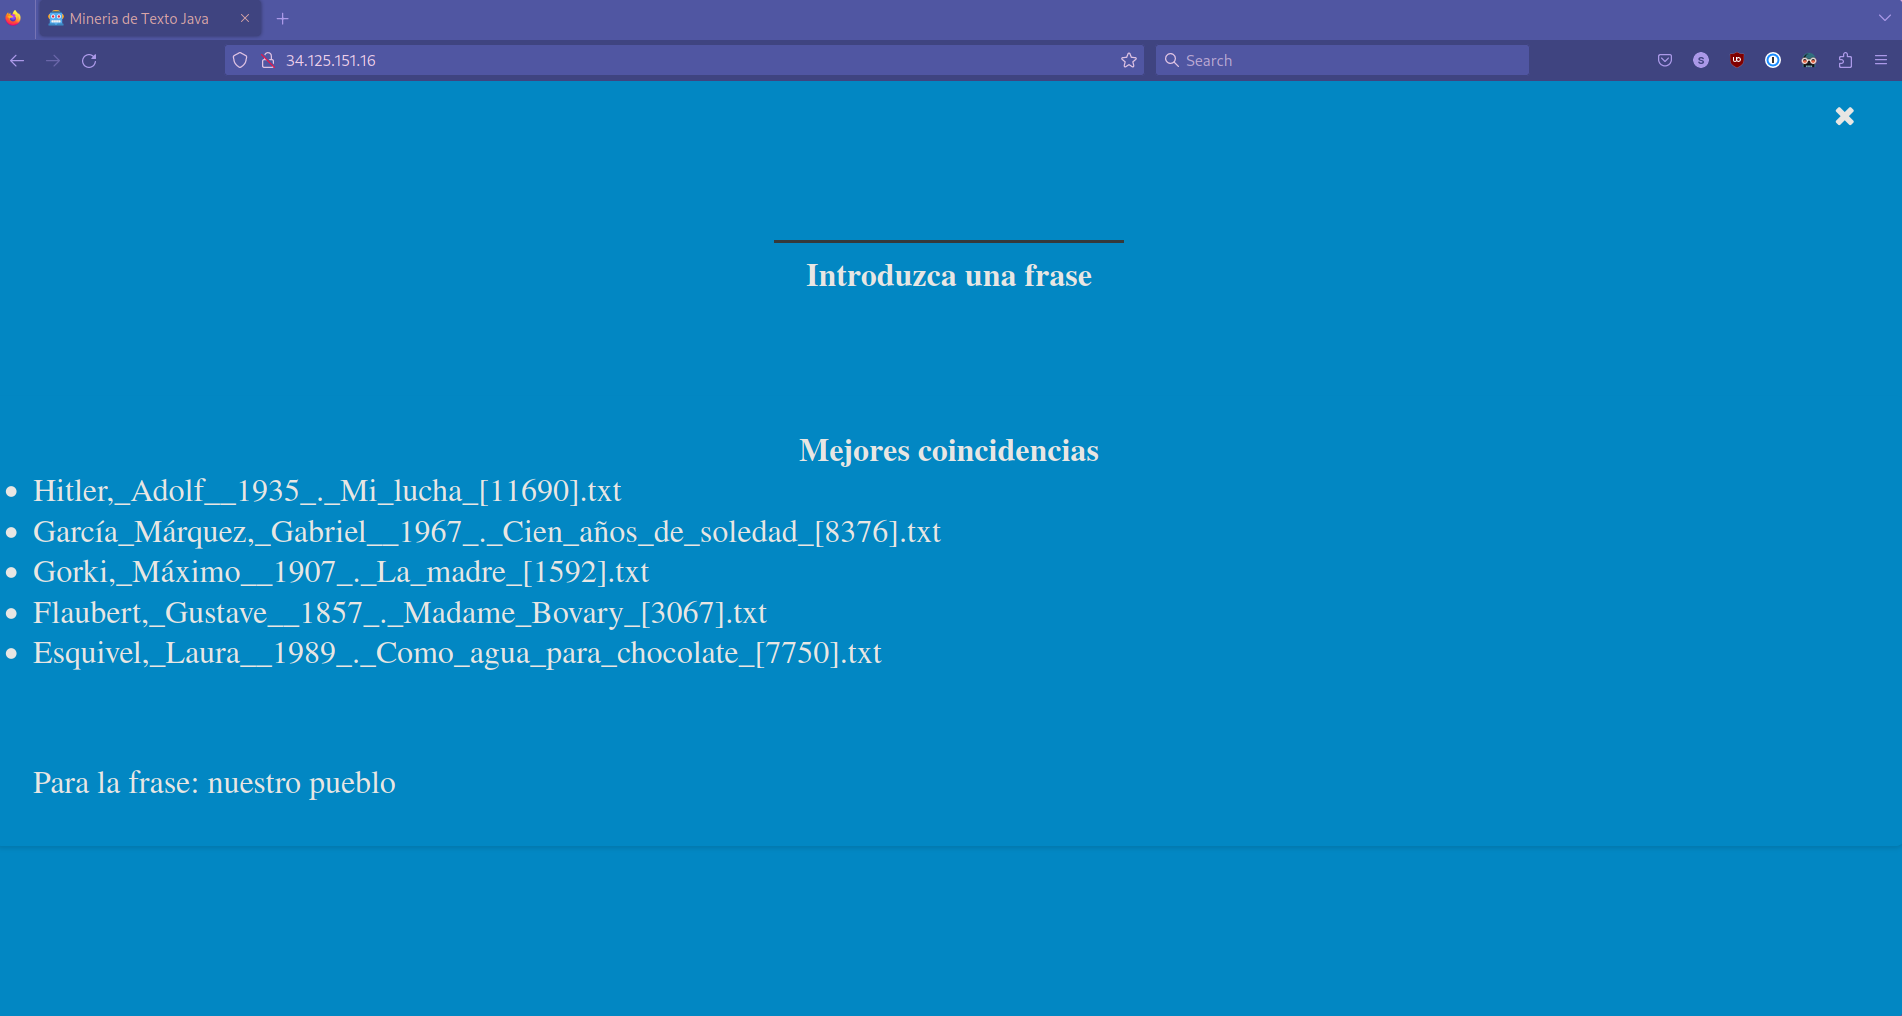 Mineria de Texto Java
34.125.151.16
Search
Introduzca una frase
Mejores coincidencias
Hitler,_Adolf__1935_._Mi_lucha_[11690].txt
García_Márquez,_Gabriel__1967_._Cien_años_de_soledad_[8376].txt
Gorki,_Máximo__1907_._La_madre_[1592].txt
Flaubert,_Gustave__1857_._Madame_Bovary_[3067].txt
Esquivel,_Laura__1989_._Como_agua_para_chocolate_[7750].txt
Para la frase: nuestro pueblo